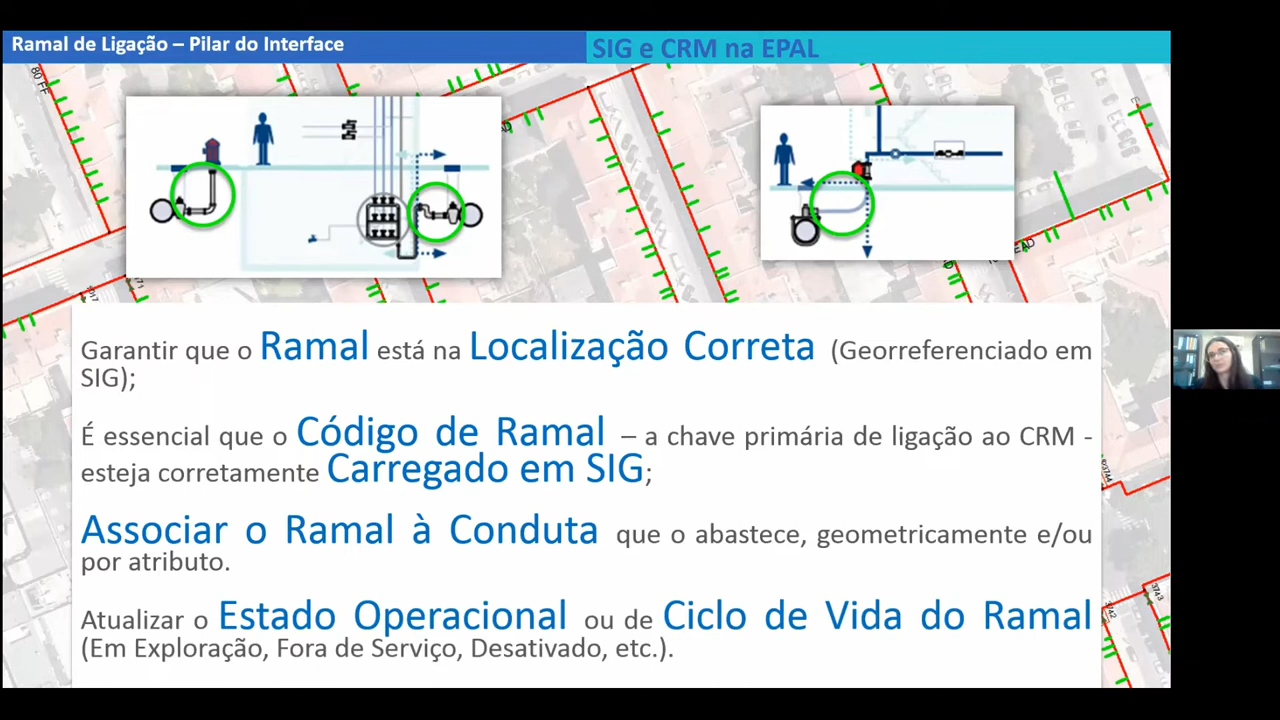 Ramal de Ligação – Pilar do Interface
SIG e CRM na EPAL
80 FF
Garantir que o Ramal está na Localização Correta (Georreferenciado em
SIG);
É essencial que o Código de Ramal – a chave primária de ligação ao CRM -
esteja corretamente Carregado em SIG;
Associar o Ramal à Conduta que o abastece, geometricamente e/ou
por atributo.
Atualizar o Estado Operacional ou de Ciclo de Vida do Ramal
(Em Exploração, Fora de Serviço, Desativado, etc.).
3743